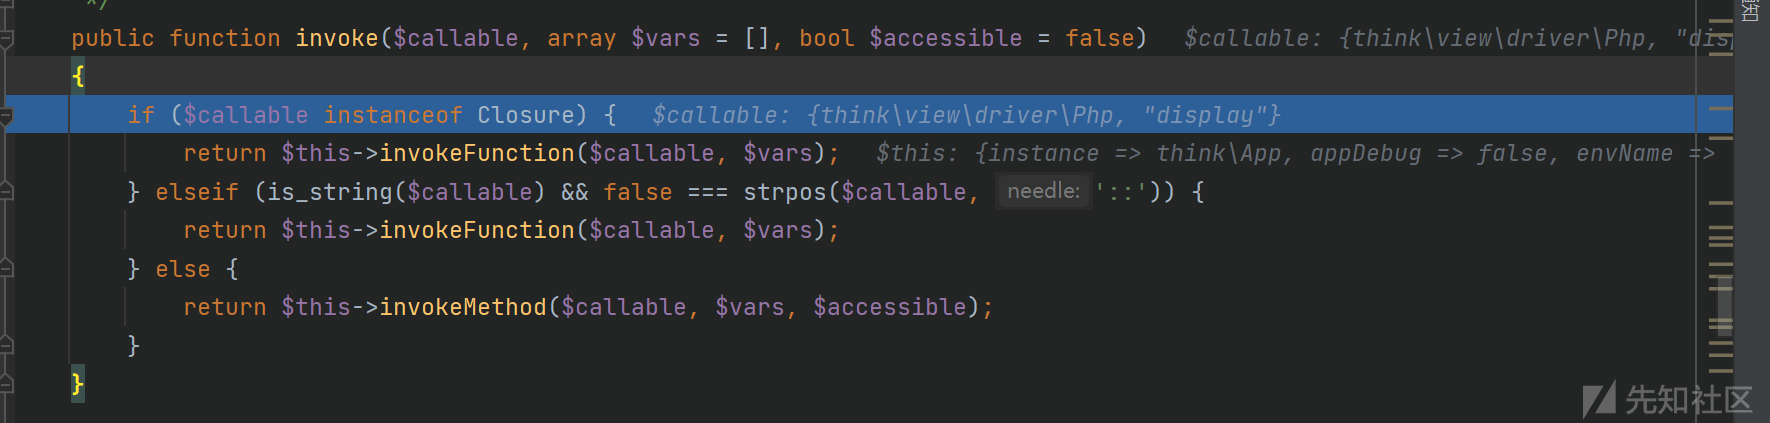 */
public function invoke($callable, array $vars = [], bool $accessible = false)   $callable: {think\view\driver\Php, "disp
{
    if ($callable instanceof Closure) {   $callable: {think\view\driver\Php, "display"}
        return $this->invokeFunction($callable, $vars);   $this: {instance => think\App, appDebug => false, envName =>
    } elseif (is_string($callable) && false === strpos($callable, needle: '::')) {
        return $this->invokeFunction($callable, $vars);
    } else {
        return $this->invokeMethod($callable, $vars, $accessible);
    }
}
先知社区